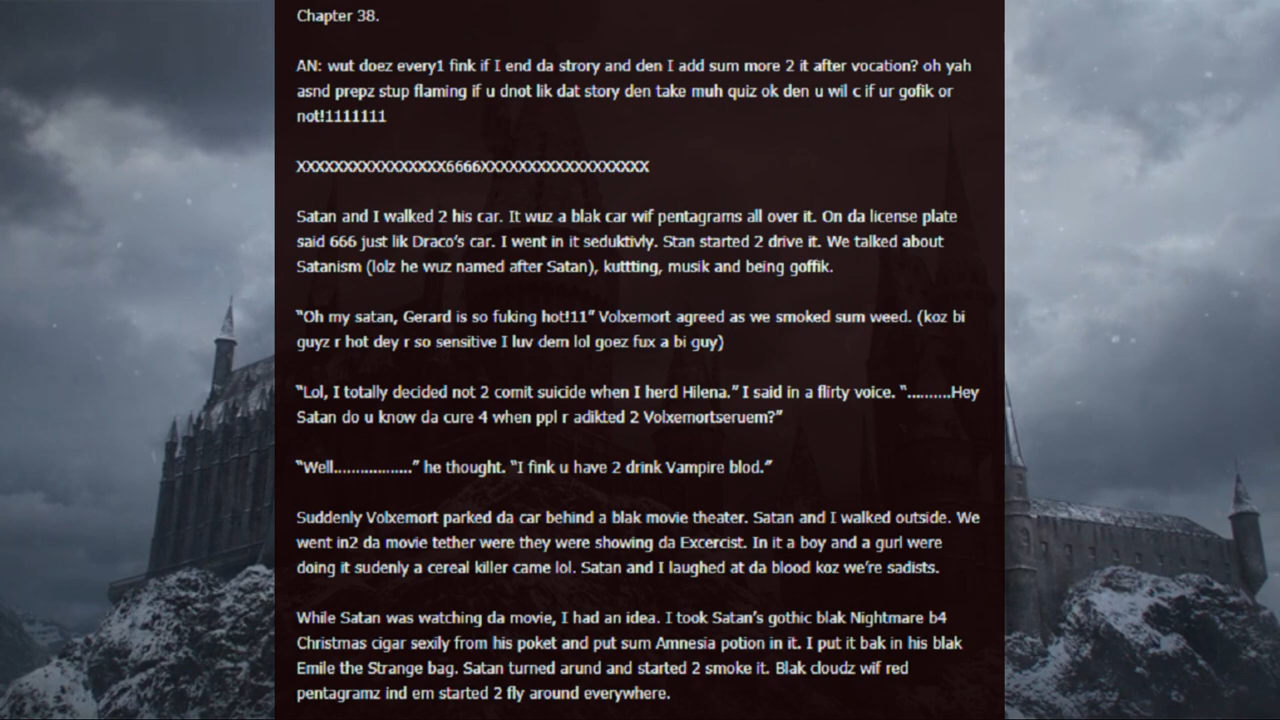 Chapter 38.
AN: wut doez every1 fink if I end da strory and den I add sum more 2 it after vocation? oh yah
asnd prepz stup flaming if u dnot lik dat story den take muh quiz ok den u wil c if ur gofik or
not!1111111
XXXXXXXXXXXXXXXX6666XXXXXXXXXXXXXXXXXX
Satan and I walked 2 his car. It wuz a blak car wif pentagrams all over it. On da license plate
said 666 just lik Draco’s car. I went in it seduktivly. Stan started 2 drive it. We talked about
Satanism (lolz he wuz named after Satan), kuttting, musik and being goffik.
“Oh my satan, Gerard is so fuking hot!11” Volxemort agreed as we smoked sum weed. (koz bi
guyz r hot dey r so sensitive I luv dem lol goez fux a bi guy)
“Lol, I totally decided not 2 comit suicide when I herd Hilena.” I said in a flirty voice. “……….Hey
Satan do u know da cure 4 when ppl r adikted 2 Volxemortseruem?”
“Well………………” he thought. “I fink u have 2 drink Vampire blod.”
Suddenly Volxemort parked da car behind a blak movie theater. Satan and I walked outside. We
went in2 da movie tether were they were showing da Excercist. In it a boy and a gurl were
doing it sudenly a cereal killer came lol. Satan and I laughed at da blood koz we’re sadists.
While Satan was watching da movie, I had an idea. I took Satan’s gothic blak Nightmare b4
Christmas cigar sexily from his poket and put sum Amnesia potion in it. I put it bak in his blak
Emile the Strange bag. Satan turned arund and started 2 smoke it. Blak cloudz wif red
pentagramz ind em started 2 fly around everywhere.